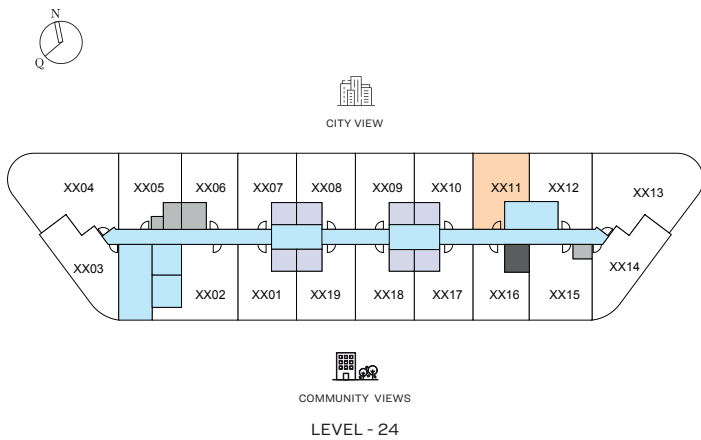 N
Q
CITY VIEW
XX04 XX05 XX06 XX07 XX08 XX09 XX10 XX11 XX12 XX13
XX03 XX14
XX02 XX01 XX19 XX18 XX17 XX16 XX15
COMMUNITY VIEWS
LEVEL - 24